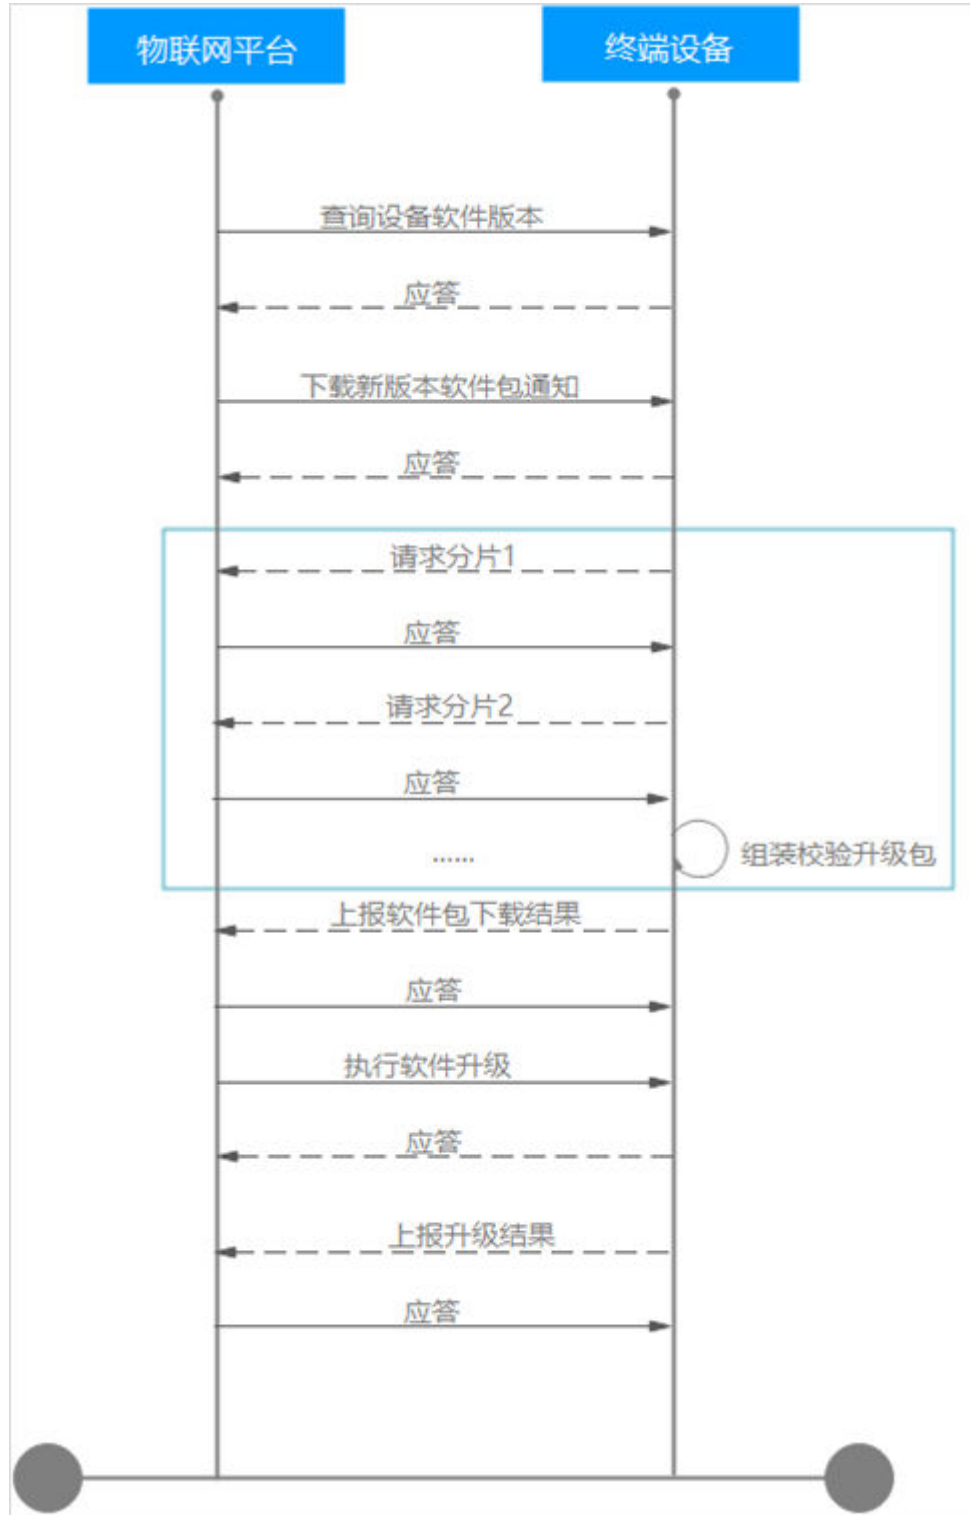 物联网平台
终端设备
查询设备软件版本
应答
下载新版本软件包通知
应答
请求分片1
应答
请求分片2
应答
......
组装校验升级包
上报软件包下载结果
应答
执行软件升级
应答
上报升级结果
应答